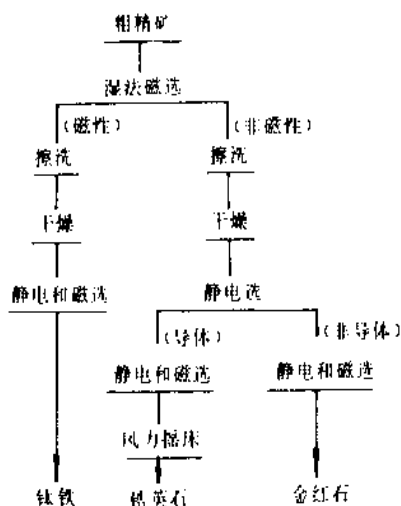 粗精矿
湿法磁选
(磁性) (非磁性)
擦洗 擦洗
干燥 干燥
静电和磁选 静电选
(导体) (非导体)
静电和磁选 静电和磁选
风力摇床
钛铁 锆英石 金红石